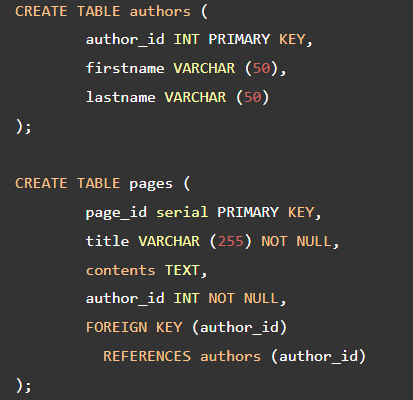 CREATE TABLE authors (
author_id INT PRIMARY KEY,
firstname VARCHAR (50),
lastname VARCHAR (50)
);
CREATE TABLE pages (
page_id serial PRIMARY KEY,
title VARCHAR (255) NOT NULL,
contents TEXT,
author_id INT NOT NULL,
FOREIGN KEY (author_id)
REFERENCES authors (author_id)
);